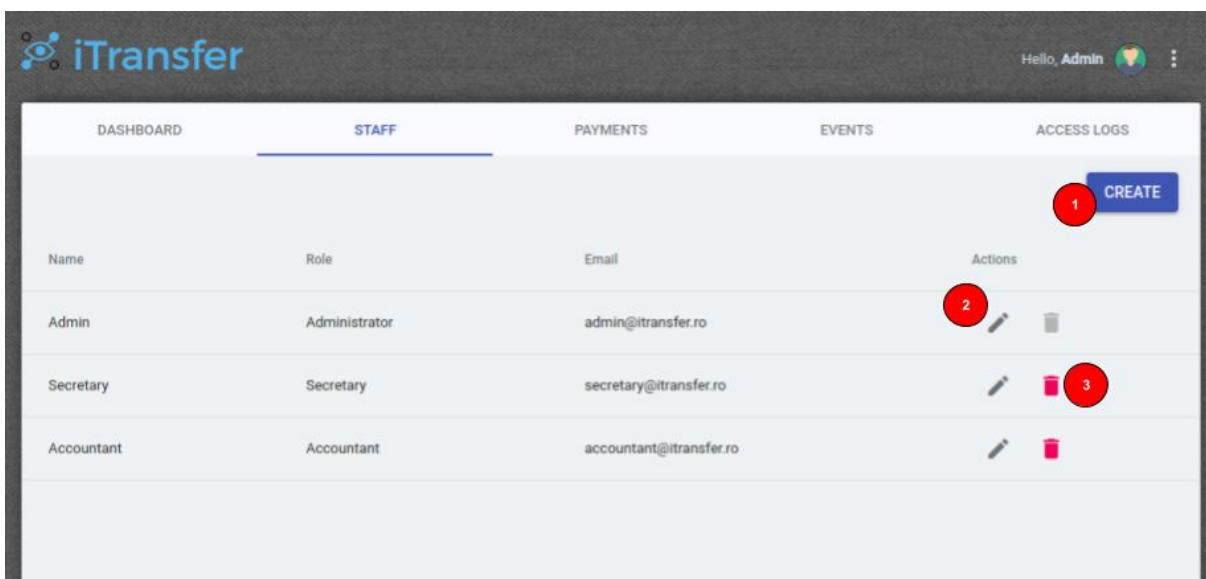 iTransfer
Hello, Admin
DASHBOARD STAFF PAYMENTS EVENTS ACCESS LOGS
1 CREATE
Name Role Email Actions
2
Admin Administrator admin@itransfer.ro
Secretary Secretary secretary@itransfer.ro 3
Accountant Accountant accountant@itransfer.ro